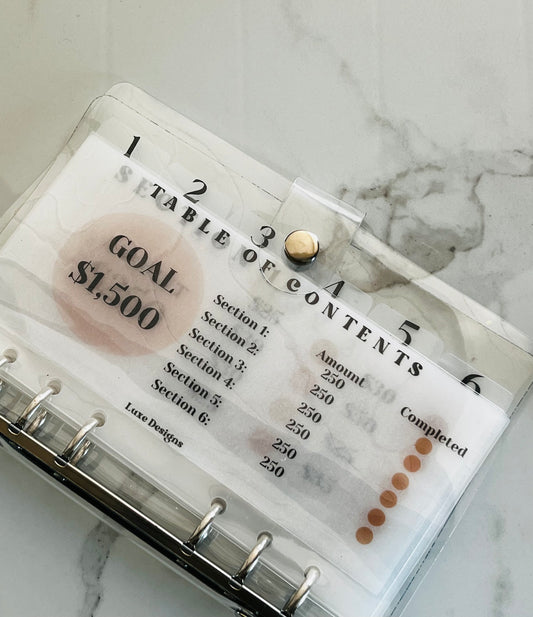 1
2
3
4
5
6
TABLE OF CONTENTS
GOAL
$1,500
Amount Completed
Section 1: 250
Section 2: 250
Section 3: 250
Section 4: 250
Section 5: 250
Section 6: 250
Luxe Designs